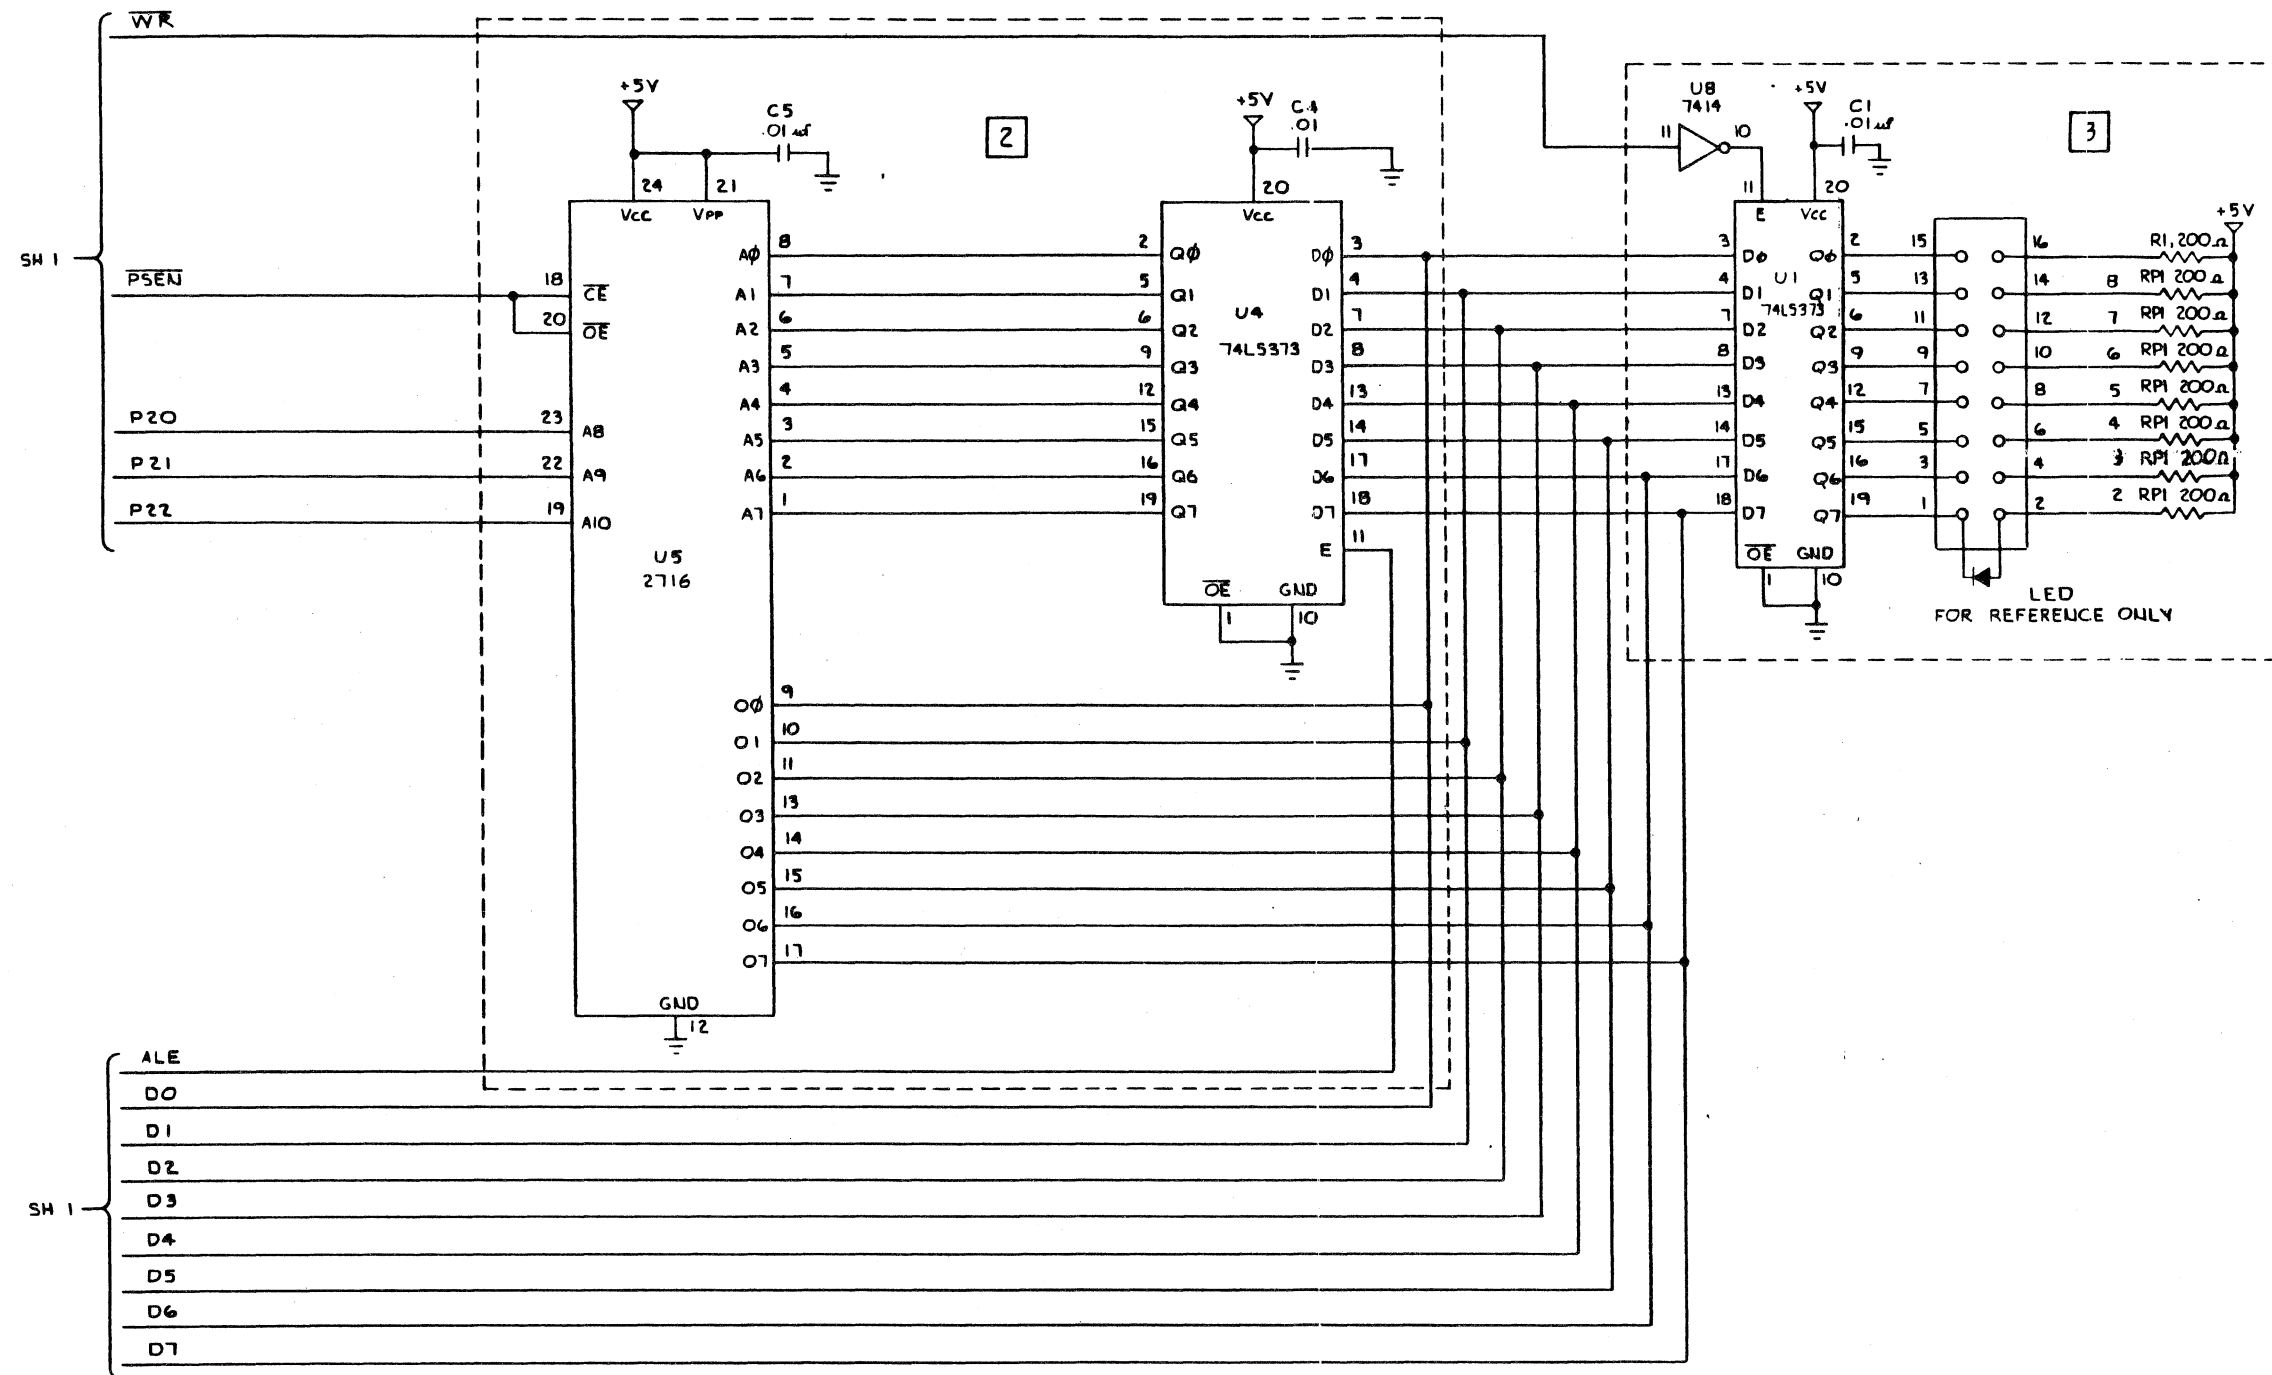 WR
SH 1
PSEN
P20
P21
P22
+5V
C5
.01 uf
24
21
Vcc
VPP
18
CE
20
OE
23
A8
22
A9
19
A10
U5
2716
AØ 8
A1 7
A2 6
A3 5
A4 4
A5 3
A6 2
A7 1
OØ 9
O1 10
O2 11
O3 13
O4 14
O5 15
O6 16
O7 17
GND
12
2
+5V
C4
.01
20
Vcc
2 QØ
5 Q1
6 Q2
9 Q3
12 Q4
15 Q5
16 Q6
19 Q7
U4
74LS373
DØ 3
D1 4
D2 7
D3 8
D4 13
D5 14
D6 17
D7 18
E 11
OE GND
1 10
U8
7414
11 10
+5V
C1
.01uf
3
11 20
E Vcc
3 DØ
4 D1
7 D2
8 D3
13 D4
14 D5
17 D6
18 D7
U1
74LS373
QØ 2
Q1 5
Q2 6
Q3 9
Q4 12
Q5 15
Q6 16
Q7 19
OE GND
1 10
+5V
15 16 R1, 200Ω
13 14 8 RP1 200Ω
11 12 7 RP1 200Ω
9 10 6 RP1 200Ω
7 8 5 RP1 200Ω
5 6 4 RP1 200Ω
3 4 3 RP1 200Ω
1 2 2 RP1 200Ω
LED
FOR REFERENCE ONLY
SH 1
ALE
D0
D1
D2
D3
D4
D5
D6
D7